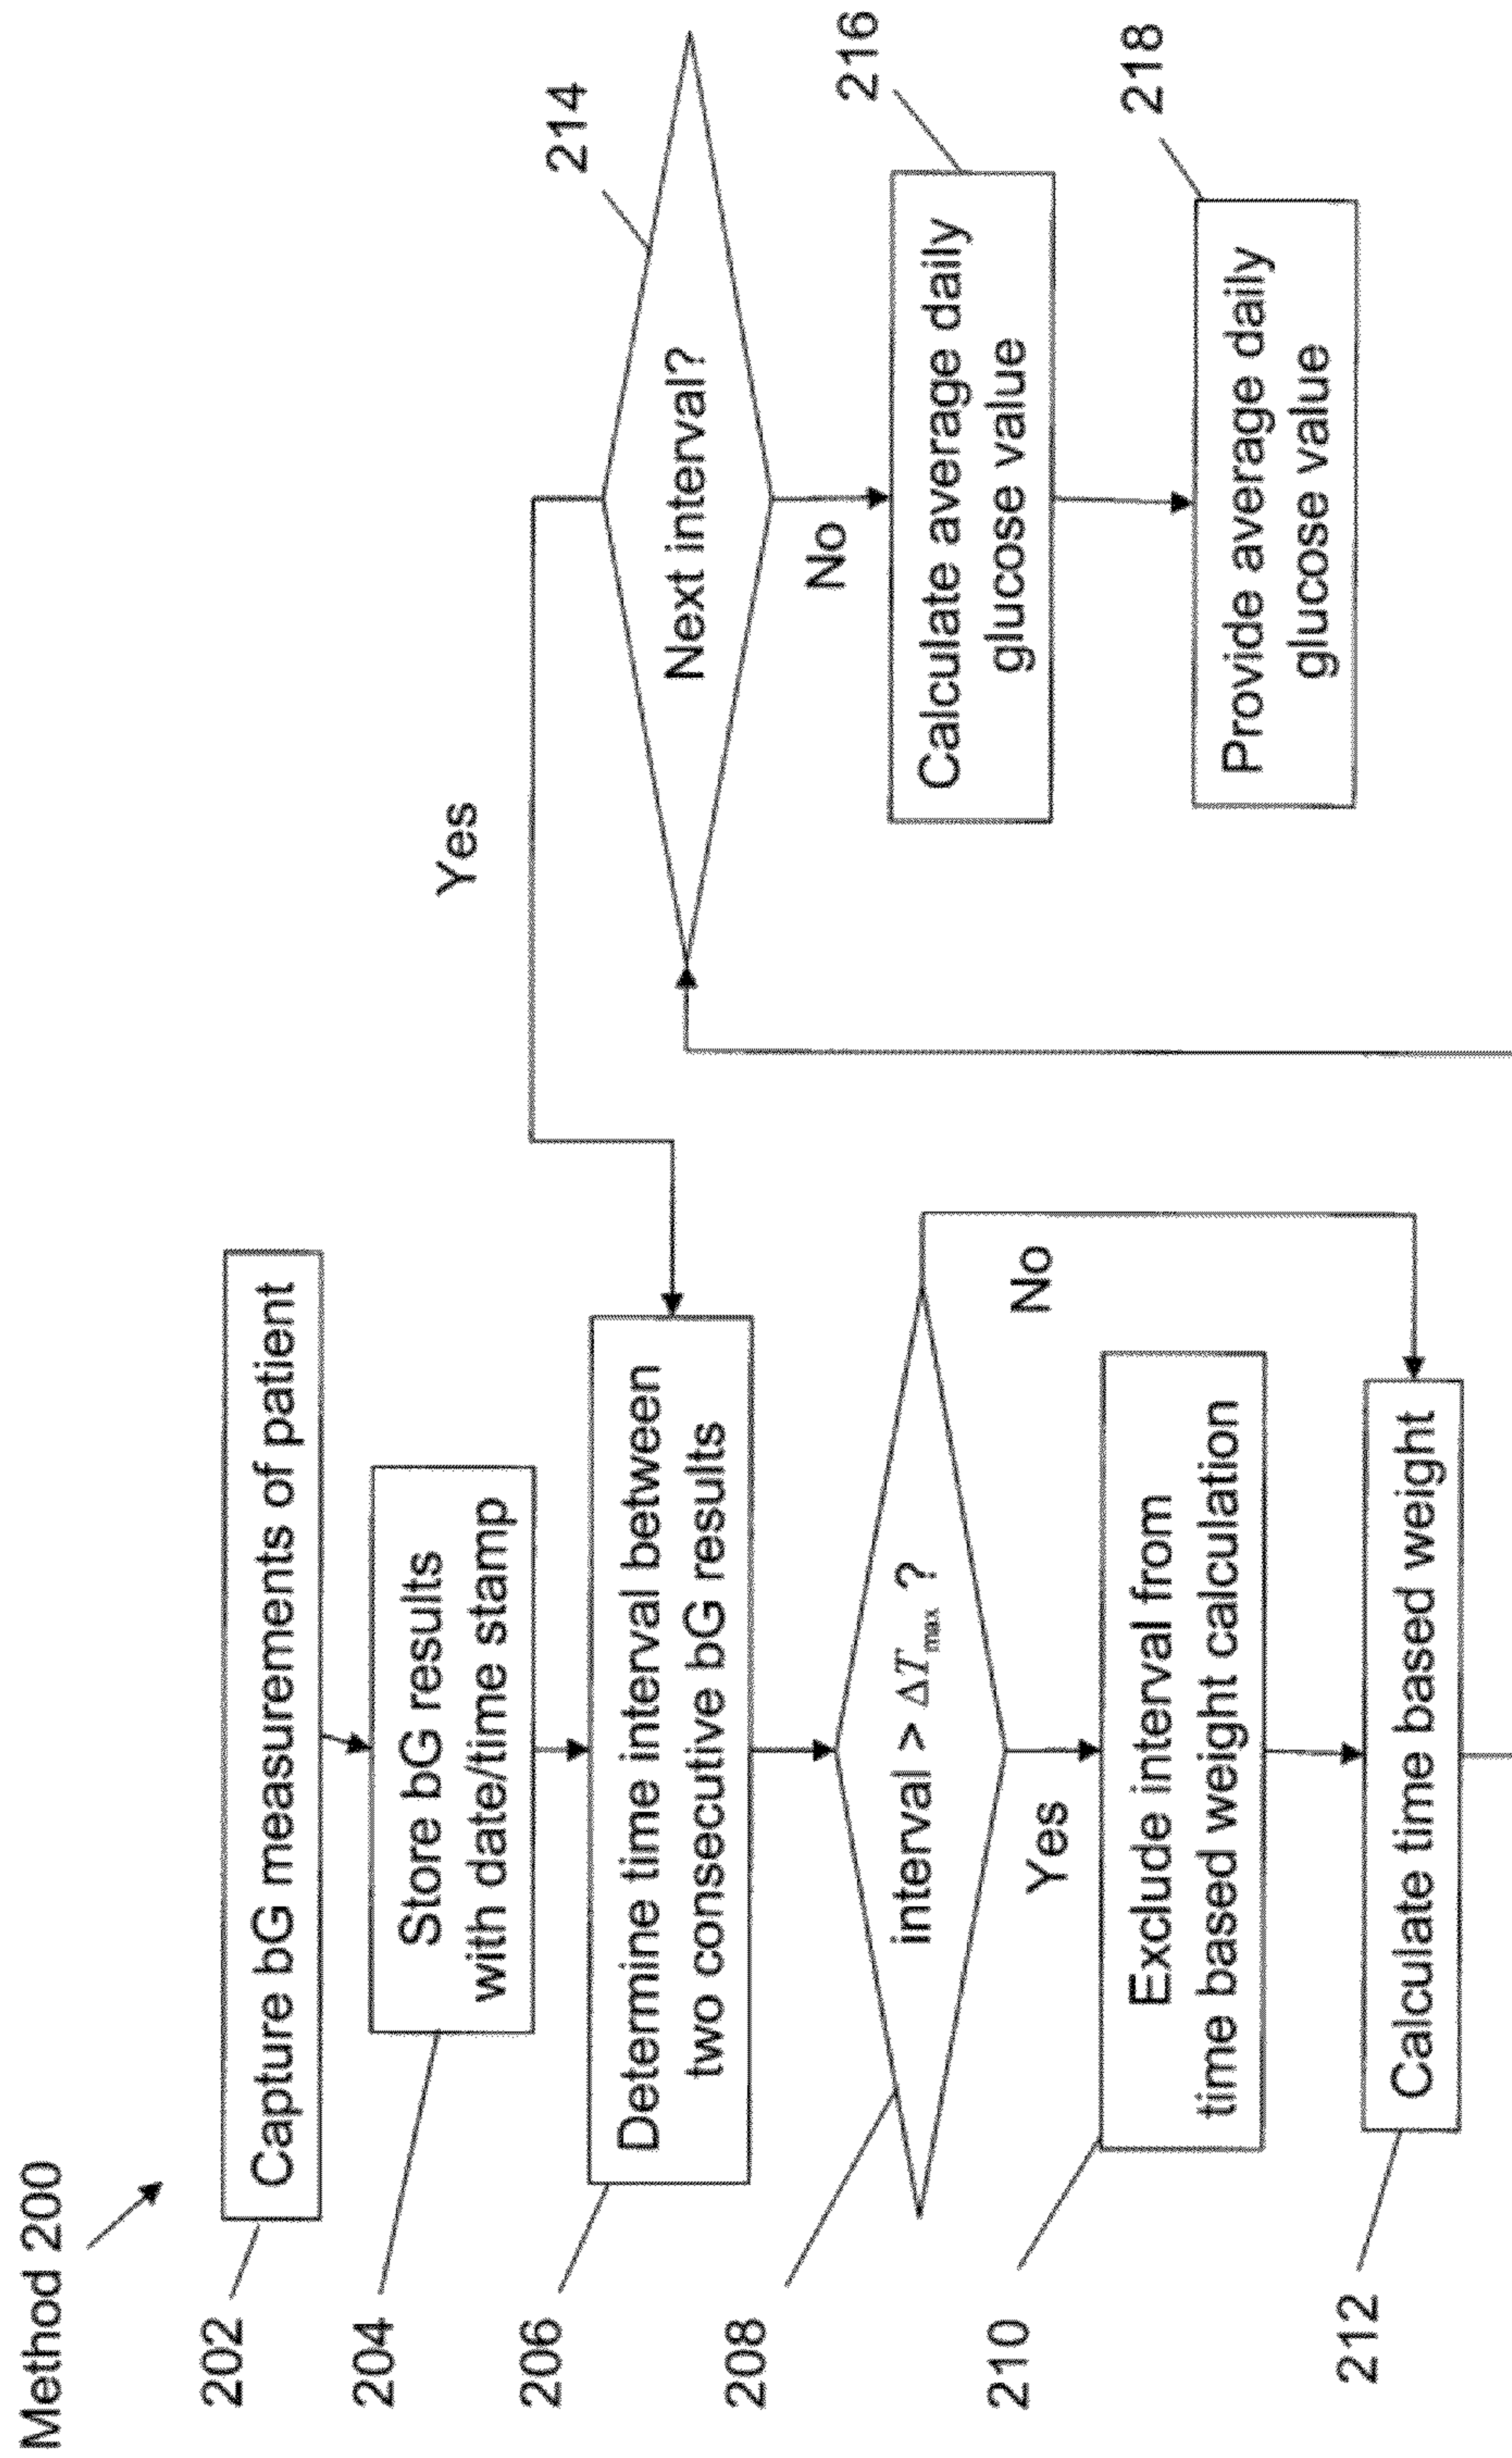 Method 200
202
Capture bG measurements of patient
204
Store bG results
with date/time stamp
206
Determine time interval between
two consecutive bG results
208
interval > ΔTmax ?
No
Yes
210
Exclude interval from
time based weight calculation
212
Calculate time based weight
Yes
214
Next interval?
No
216
Calculate average daily
glucose value
218
Provide average daily
glucose value